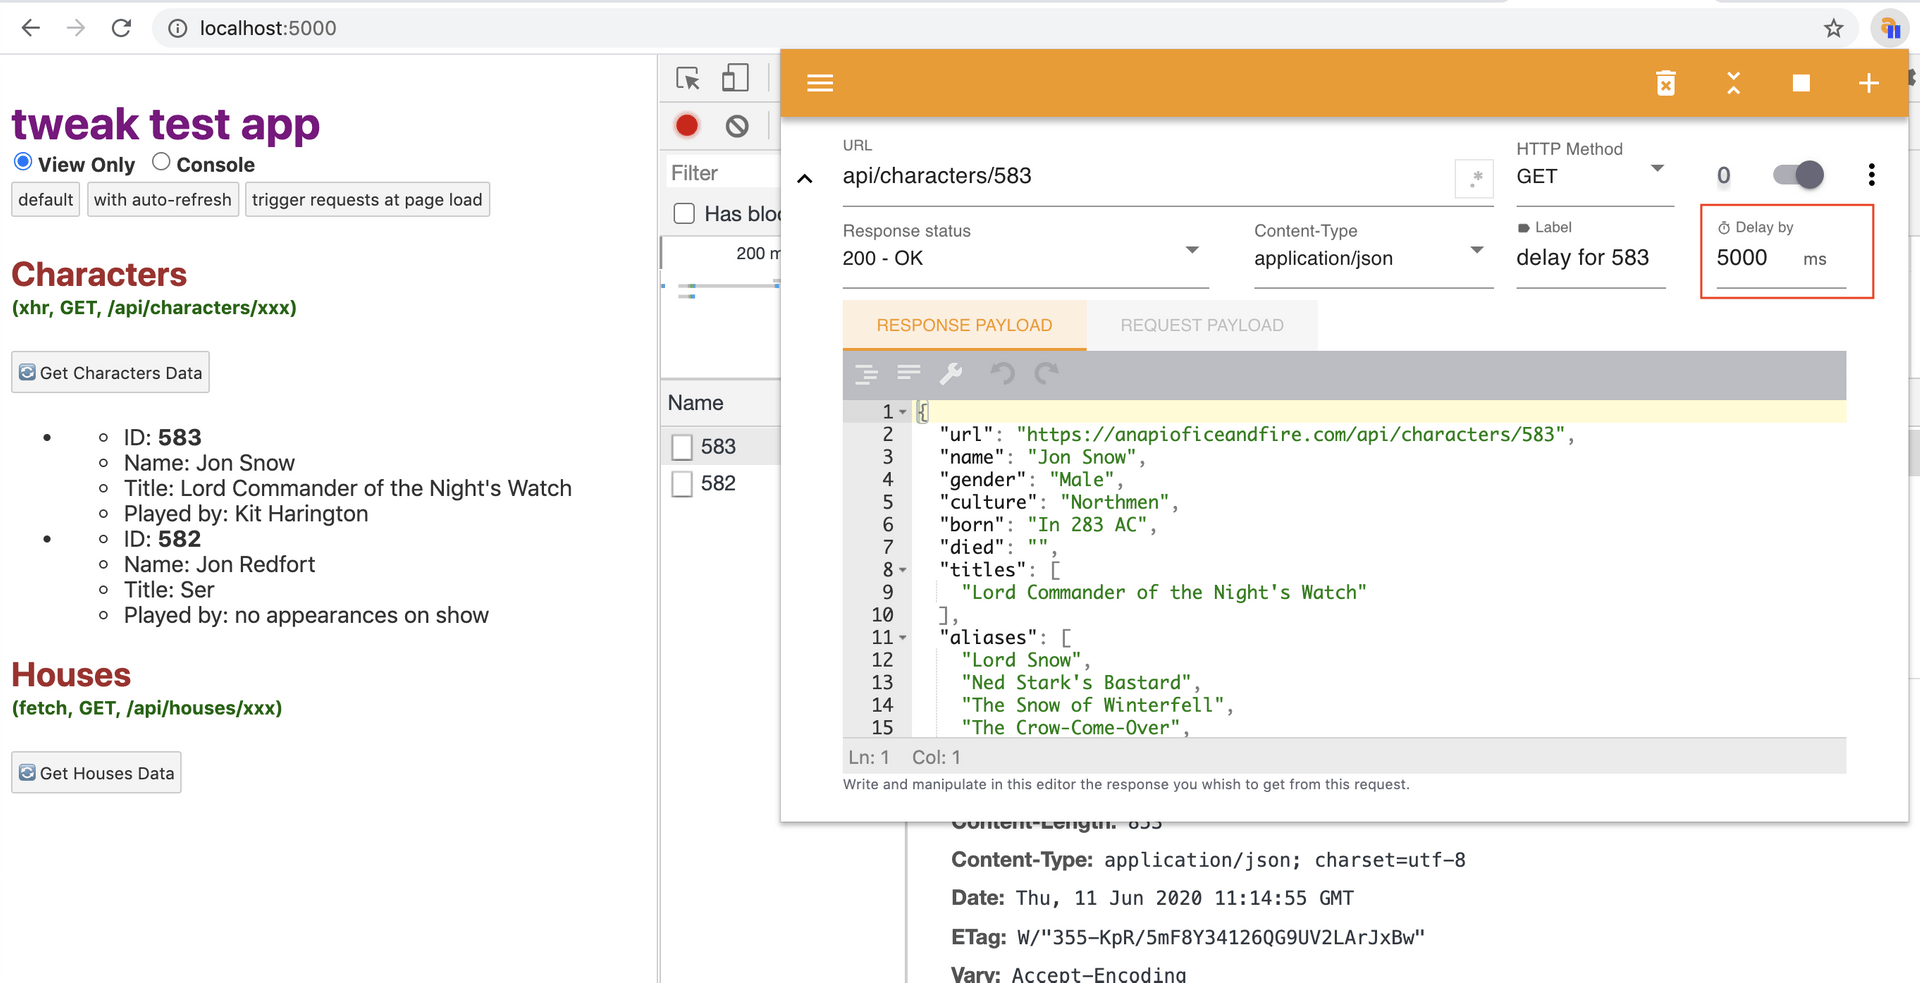 localhost:5000
tweak test app
View Only Console
default with auto-refresh trigger requests at page load
Characters
(xhr, GET, /api/characters/xxx)
Get Characters Data
ID: 583
Name: Jon Snow
Title: Lord Commander of the Night's Watch
Played by: Kit Harington
ID: 582
Name: Jon Redfort
Title: Ser
Played by: no appearances on show
Houses
(fetch, GET, /api/houses/xxx)
Get Houses Data
Filter
Has bloc
200 m
Name
583
582
URL
api/characters/583
.*
HTTP Method
GET
0
Response status
200 - OK
Content-Type
application/json
Label
delay for 583
Delay by
5000 ms
RESPONSE PAYLOAD REQUEST PAYLOAD
1 {
2 "url": "https://anapioficeandfire.com/api/characters/583",
3 "name": "Jon Snow",
4 "gender": "Male",
5 "culture": "Northmen",
6 "born": "In 283 AC",
7 "died": "",
8 "titles": [
9 "Lord Commander of the Night's Watch"
10 ],
11 "aliases": [
12 "Lord Snow",
13 "Ned Stark's Bastard",
14 "The Snow of Winterfell",
15 "The Crow-Come-Over",
Ln: 1 Col: 1
Write and manipulate in this editor the response you whish to get from this request.
Content-Length: 853
Content-Type: application/json; charset=utf-8
Date: Thu, 11 Jun 2020 11:14:55 GMT
ETag: W/"355-KpR/5mF8Y34126QG9UV2LArJxBw"
Vary: Accept-Encoding